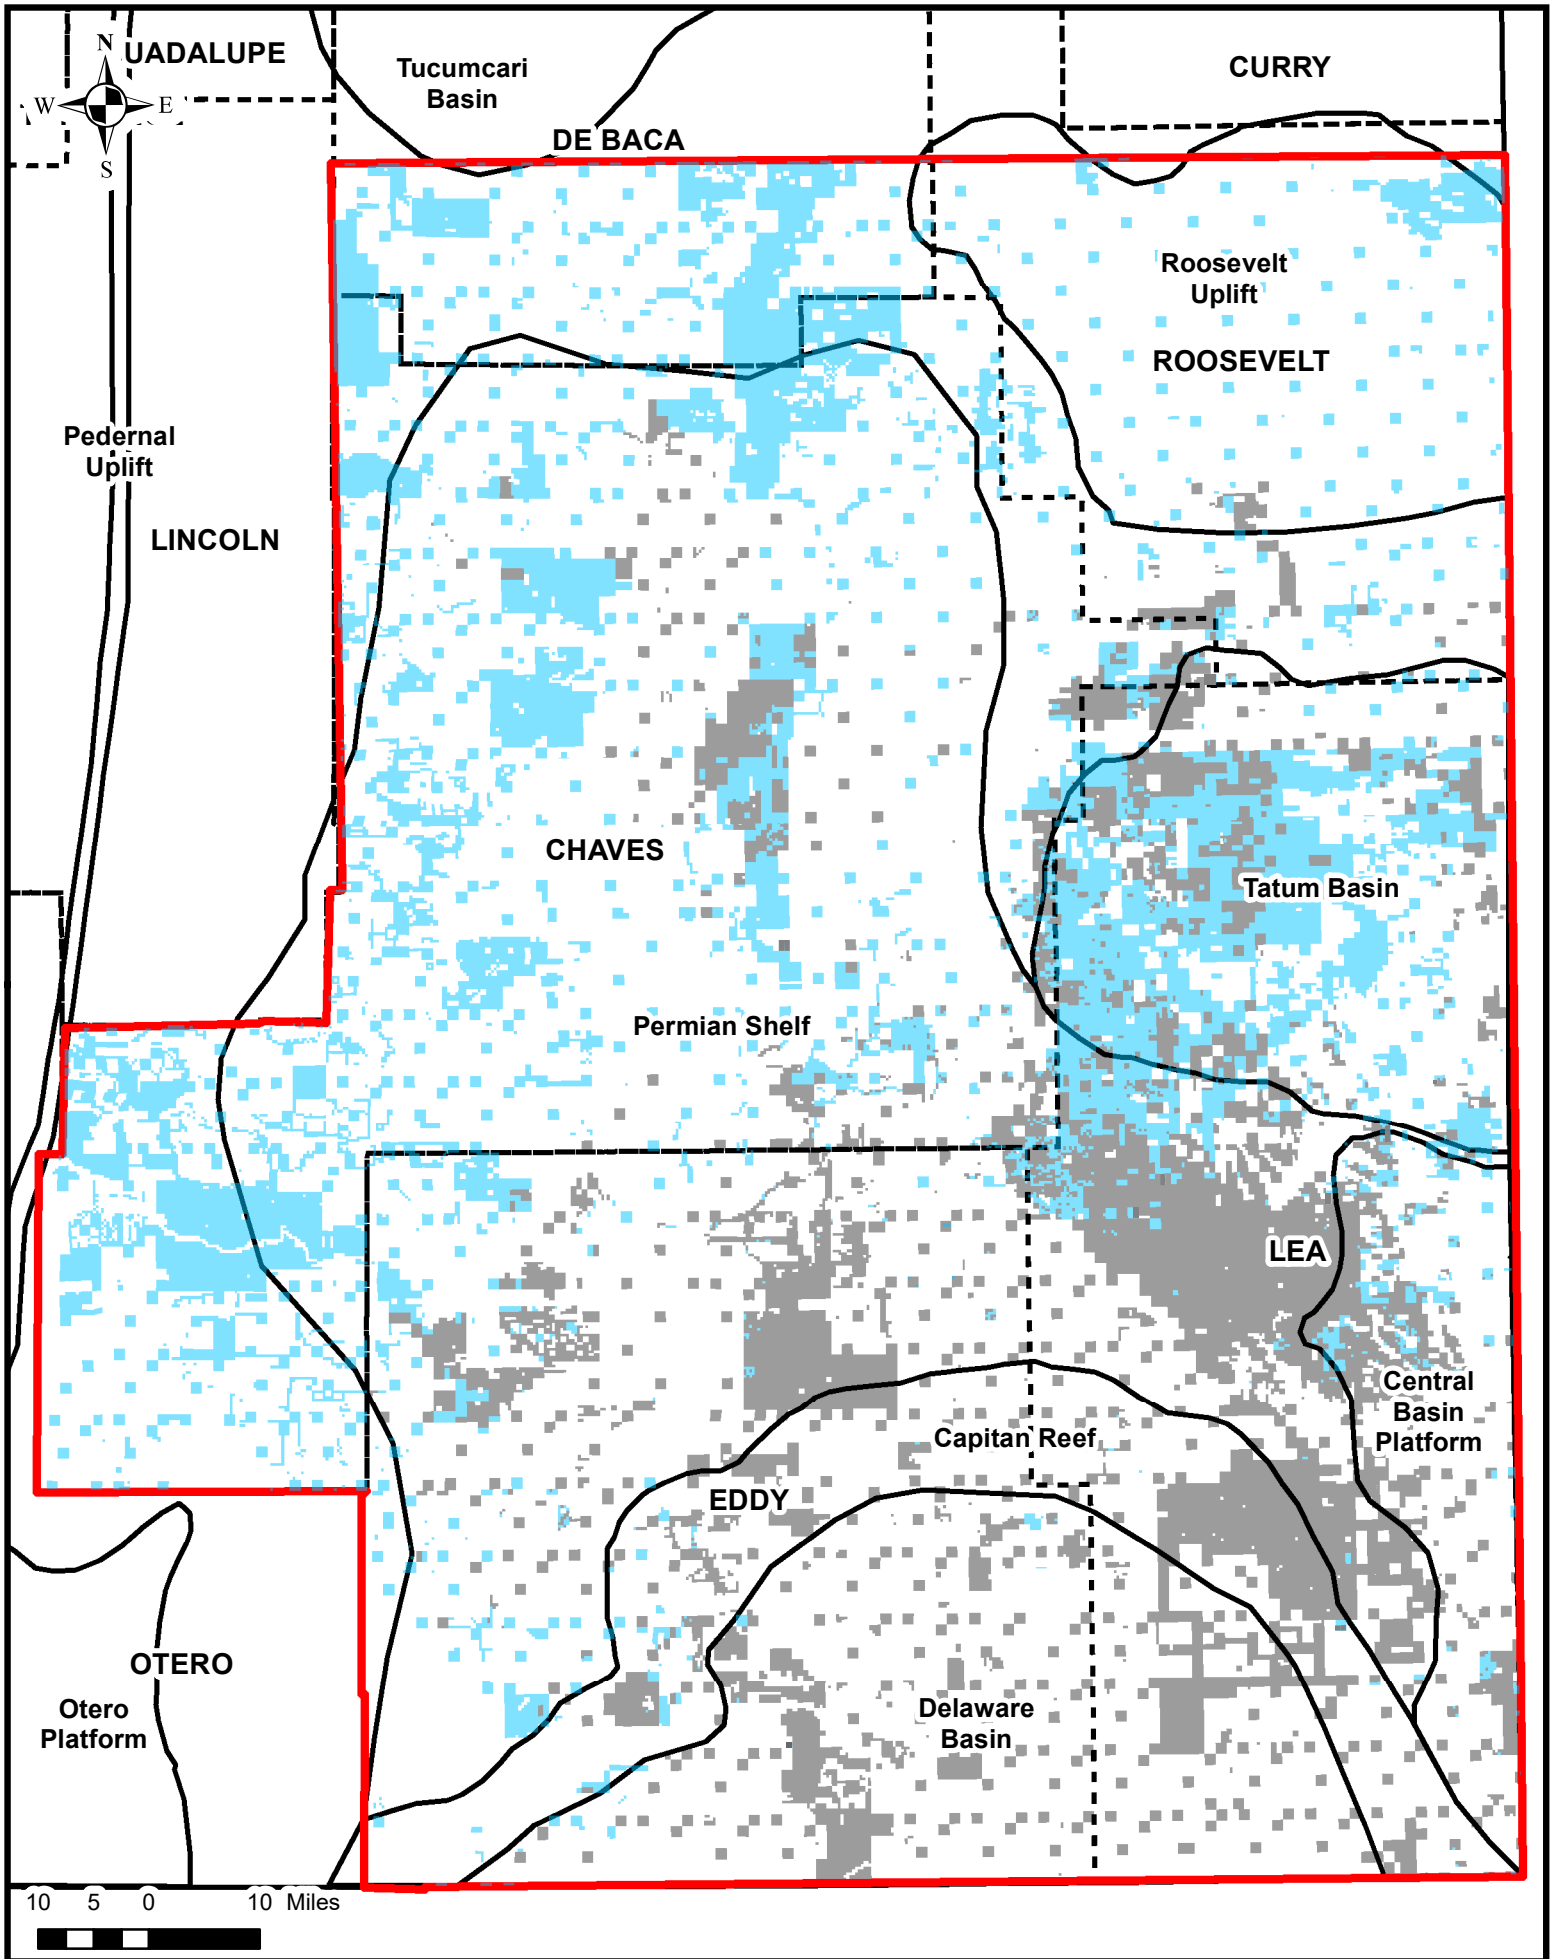 N
UADALUPE
Tucumcari
Basin
CURRY
W
E
DE BACA
S
Roosevelt
Uplift
ROOSEVELT
Pedernal
Uplift
LINCOLN
CHAVES
Tatum Basin
Permian Shelf
LEA
Central
Basin
Platform
Capitan Reef
EDDY
OTERO
Otero
Platform
Delaware
Basin
10 5 0 10 Miles